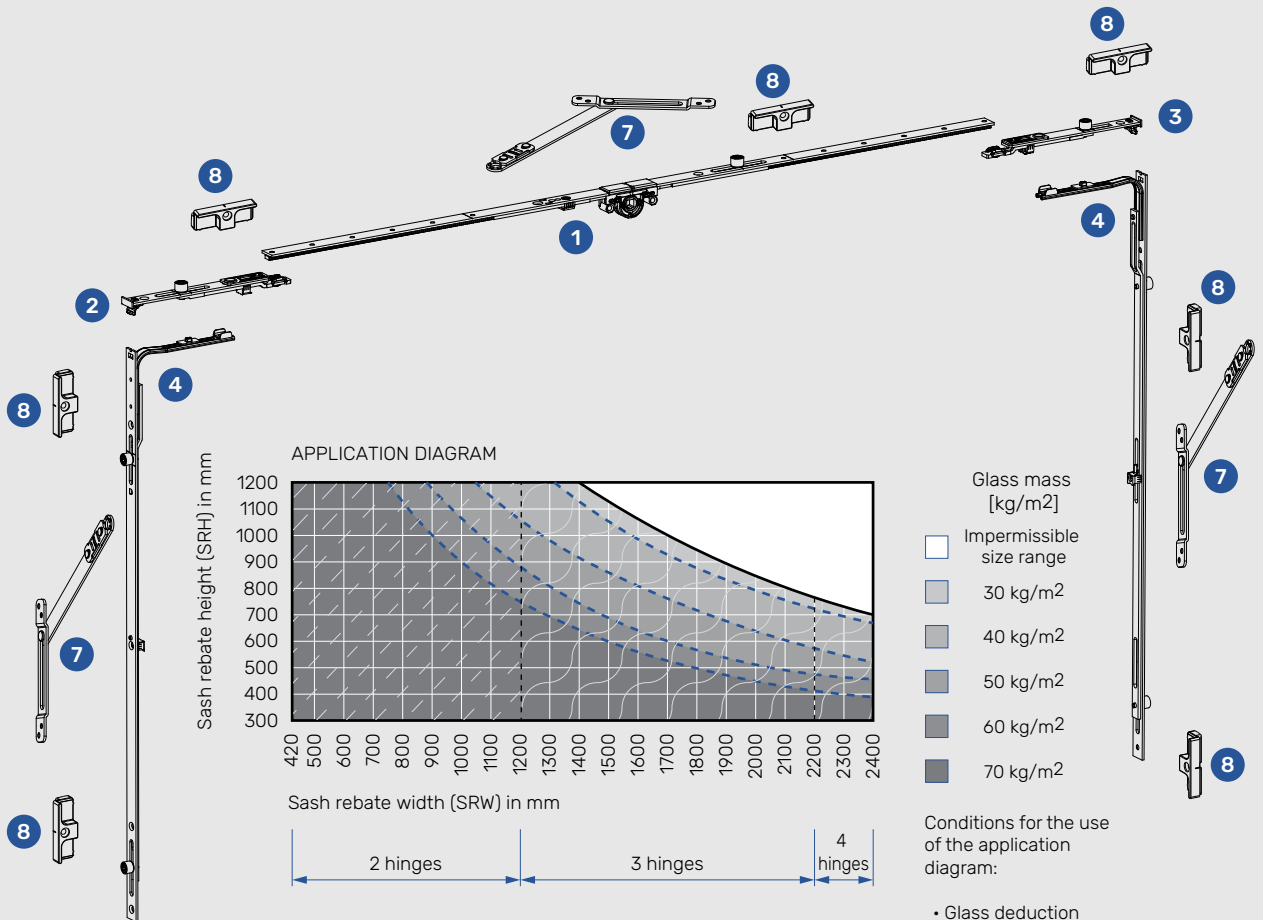 8
8
7
3
8
1
4
2
8
4
8
7
8
7
8
8
APPLICATION DIAGRAM
Sash rebate height (SRH) in mm
1200
1100
1000
900
800
700
600
500
400
300
420 500 600 700 800 900 1000 1100 1200 1300 1400 1500 1600 1700 1800 1900 2000 2100 2200 2300 2400
Sash rebate width (SRW) in mm
2 hinges
3 hinges
4
hinges
Glass mass
[kg/m2]
Impermissible
size range
30 kg/m2
40 kg/m2
50 kg/m2
60 kg/m2
70 kg/m2
Conditions for the use
of the application
diagram:
• Glass deduction